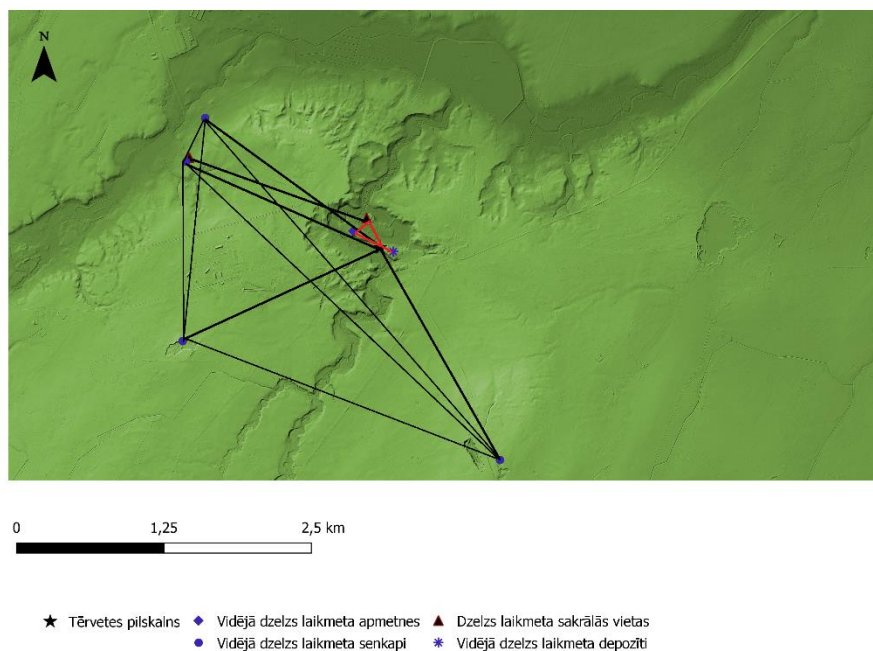 N
0 1,25 2,5 km
Tērvetes pilskalns Vidējā dzelzs laikmeta apmetnes Dzelzs laikmeta sakrālās vietas
Vidējā dzelzs laikmeta senkapi Vidējā dzelzs laikmeta depozīti